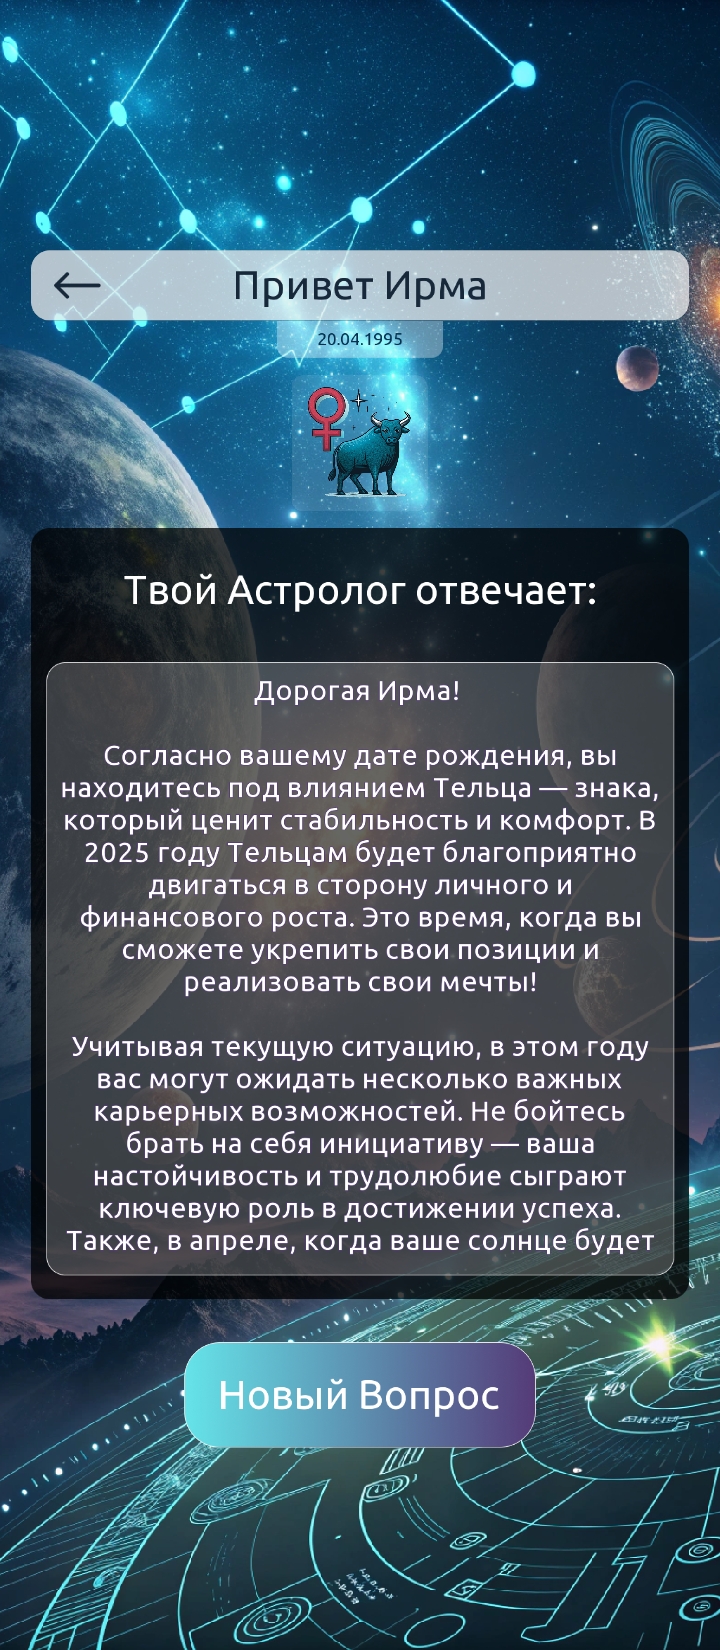 Привет Ирма
20.04.1995
Твой Астролог отвечает:
Дорогая Ирма!
Согласно вашему дате рождения, вы
находитесь под влиянием Тельца — знака,
который ценит стабильность и комфорт. В
2025 году Тельцам будет благоприятно
двигаться в сторону личного и
финансового роста. Это время, когда вы
сможете укрепить свои позиции и
реализовать свои мечты!
Учитывая текущую ситуацию, в этом году
вас могут ожидать несколько важных
карьерных возможностей. Не бойтесь
брать на себя инициативу — ваша
настойчивость и трудолюбие сыграют
ключевую роль в достижении успеха.
Также, в апреле, когда ваше солнце будет
Новый Вопрос